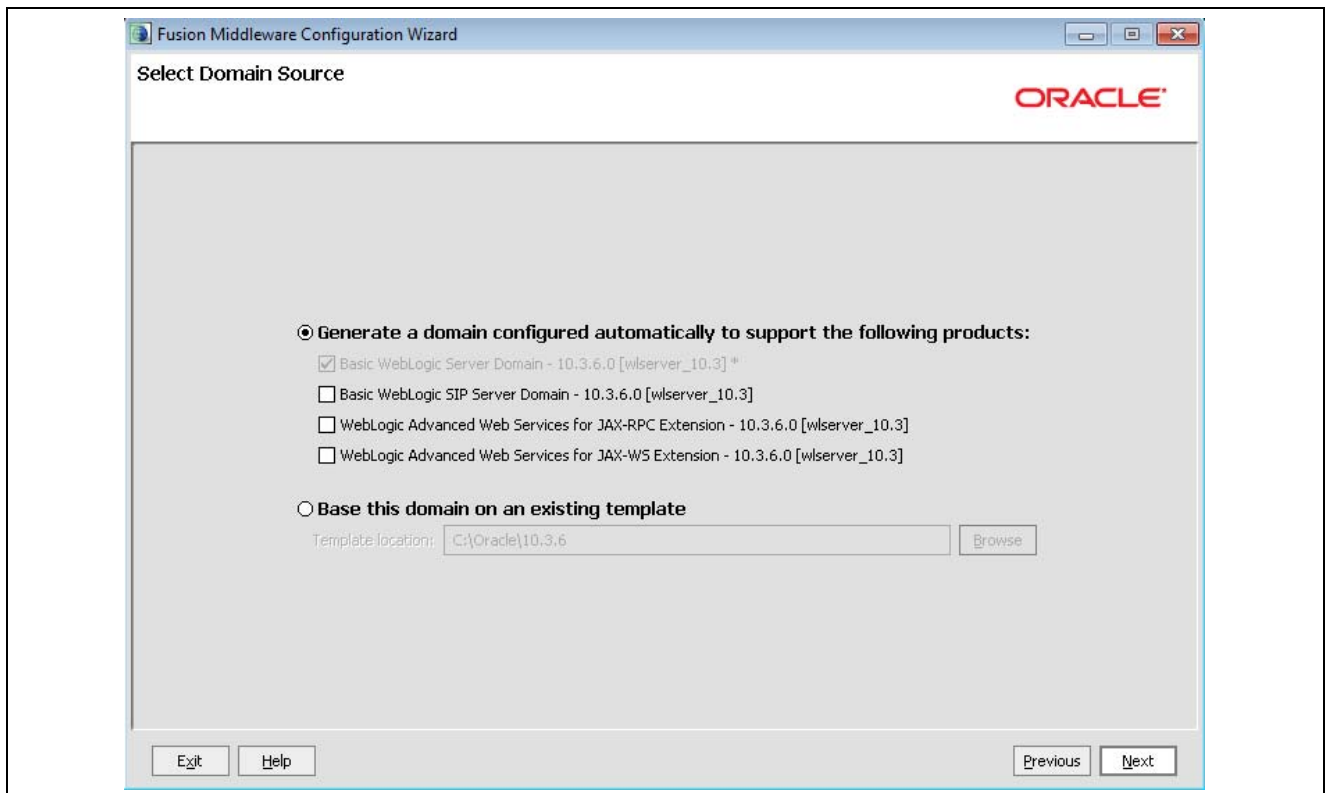 Fusion Middleware Configuration Wizard
Select Domain Source
ORACLE
Generate a domain configured automatically to support the following products:
Basic WebLogic Server Domain - 10.3.6.0 [wlserver_10.3] *
Basic WebLogic SIP Server Domain - 10.3.6.0 [wlserver_10.3]
WebLogic Advanced Web Services for JAX-RPC Extension - 10.3.6.0 [wlserver_10.3]
WebLogic Advanced Web Services for JAX-WS Extension - 10.3.6.0 [wlserver_10.3]
Base this domain on an existing template
Template location: C:\Oracle\10.3.6 Browse
Exit Help Previous Next